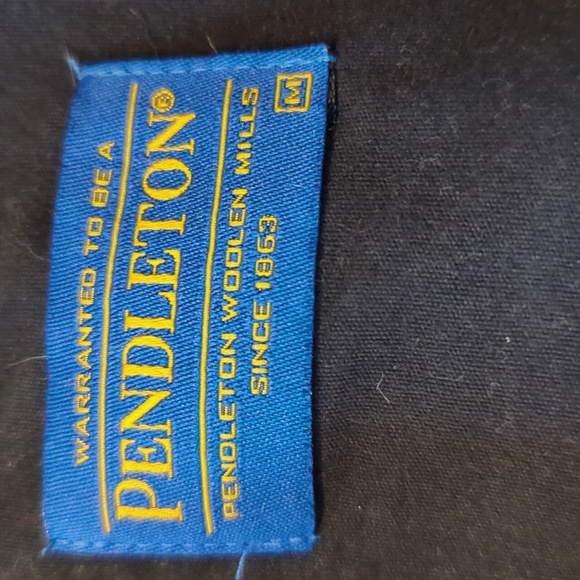 WARRANTED TO BE A
PENDLETON®
PENDLETON WOOLEN MILLS
SINCE 1863
M